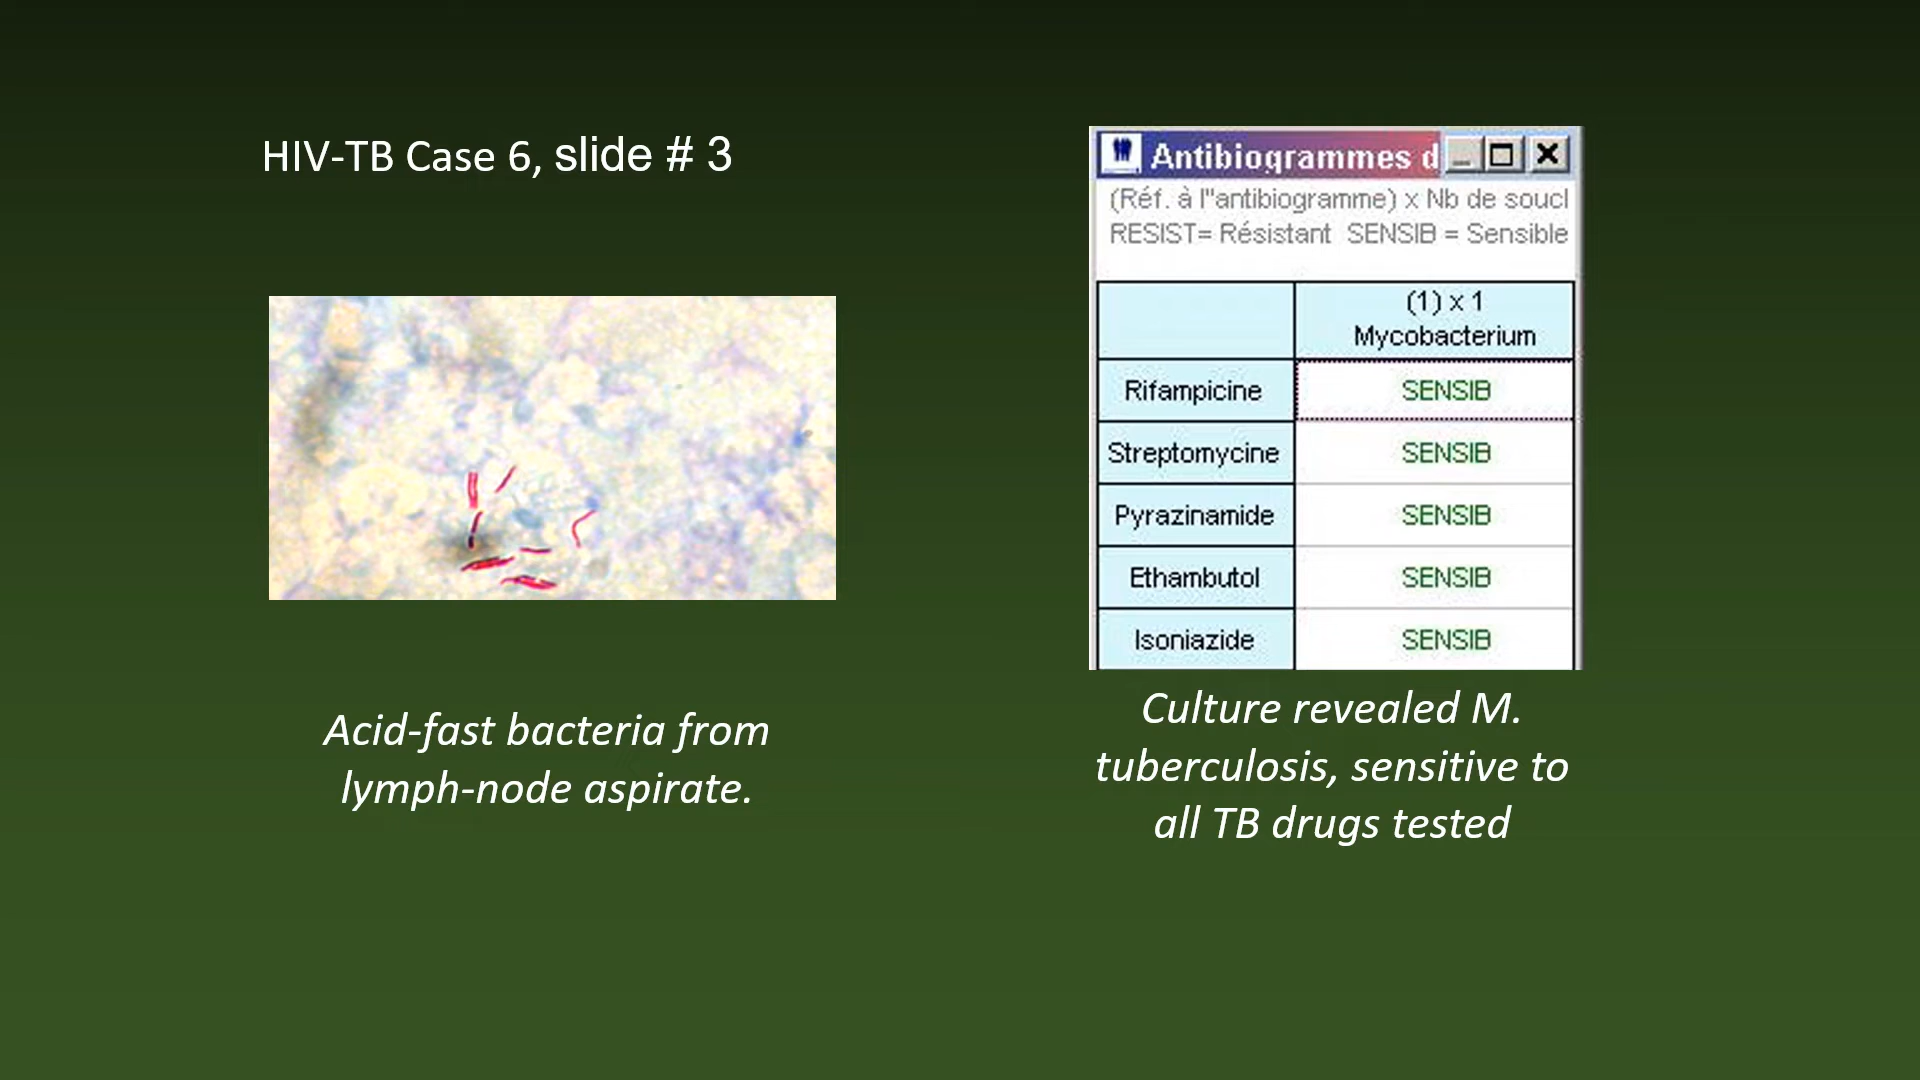 HIV-TB Case 6, slide # 3
Acid-fast bacteria from
lymph-node aspirate.
Antibiogrammes d
(Réf. à l"antibiogramme) x Nb de soucl
RESIST= Résistant SENSIB = Sensible
(1) x 1
Mycobacterium
Rifampicine SENSIB
Streptomycine SENSIB
Pyrazinamide SENSIB
Ethambutol SENSIB
Isoniazide SENSIB
Culture revealed M.
tuberculosis, sensitive to
all TB drugs tested